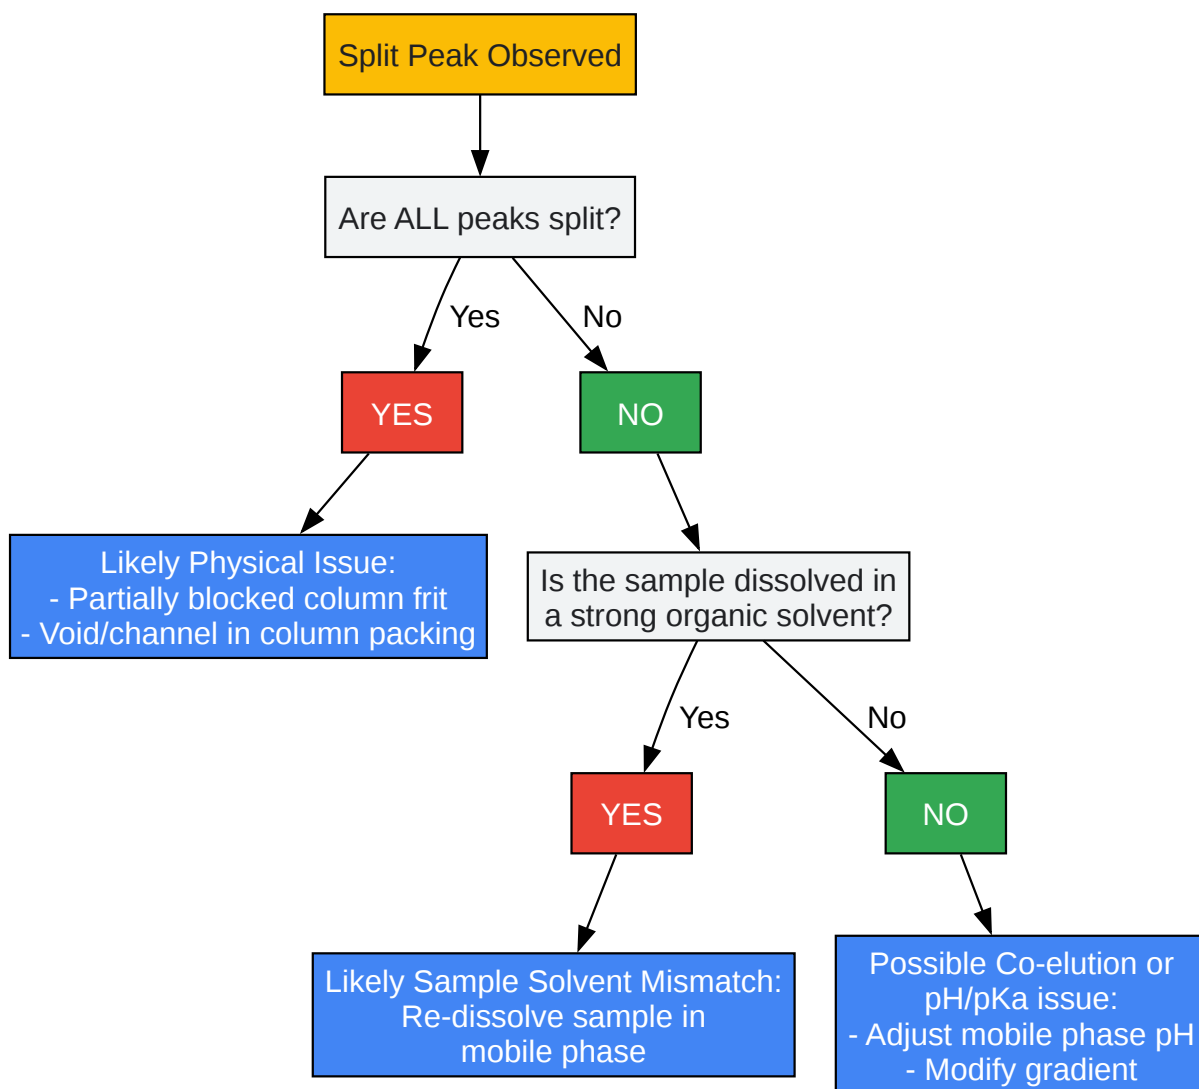 Split Peak Observed
Are ALL peaks split?
Yes
No
YES
NO
Likely Physical Issue:
- Partially blocked column frit
- Void/channel in column packing
Is the sample dissolved in
a strong organic solvent?
Yes
No
YES
NO
Likely Sample Solvent Mismatch:
Re-dissolve sample in
mobile phase
Possible Co-elution or
pH/pKa issue:
- Adjust mobile phase pH
- Modify gradient